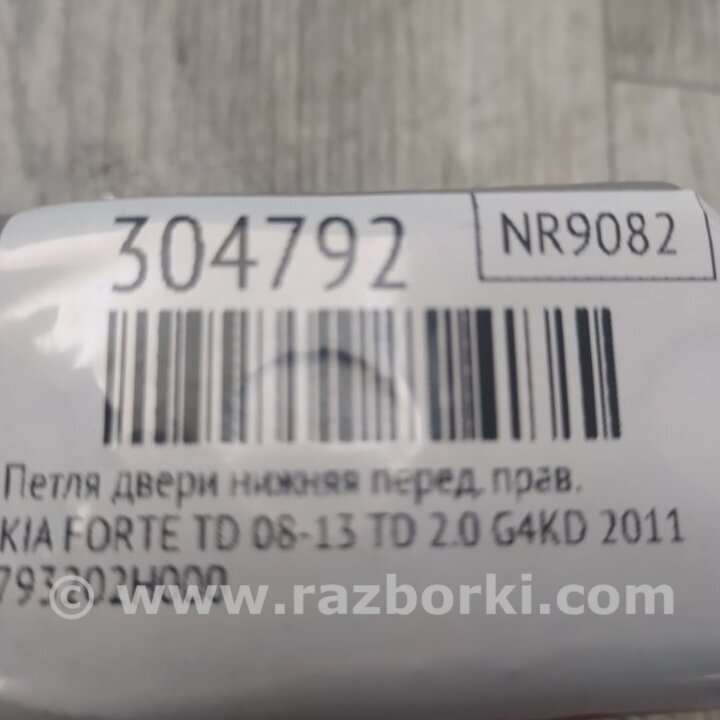 304792
NR9082
Петля двери нижняя перед. прав.
KIA FORTE TD 08-13 TD 2.0 G4KD 2011
793202H000
www.razborki.com